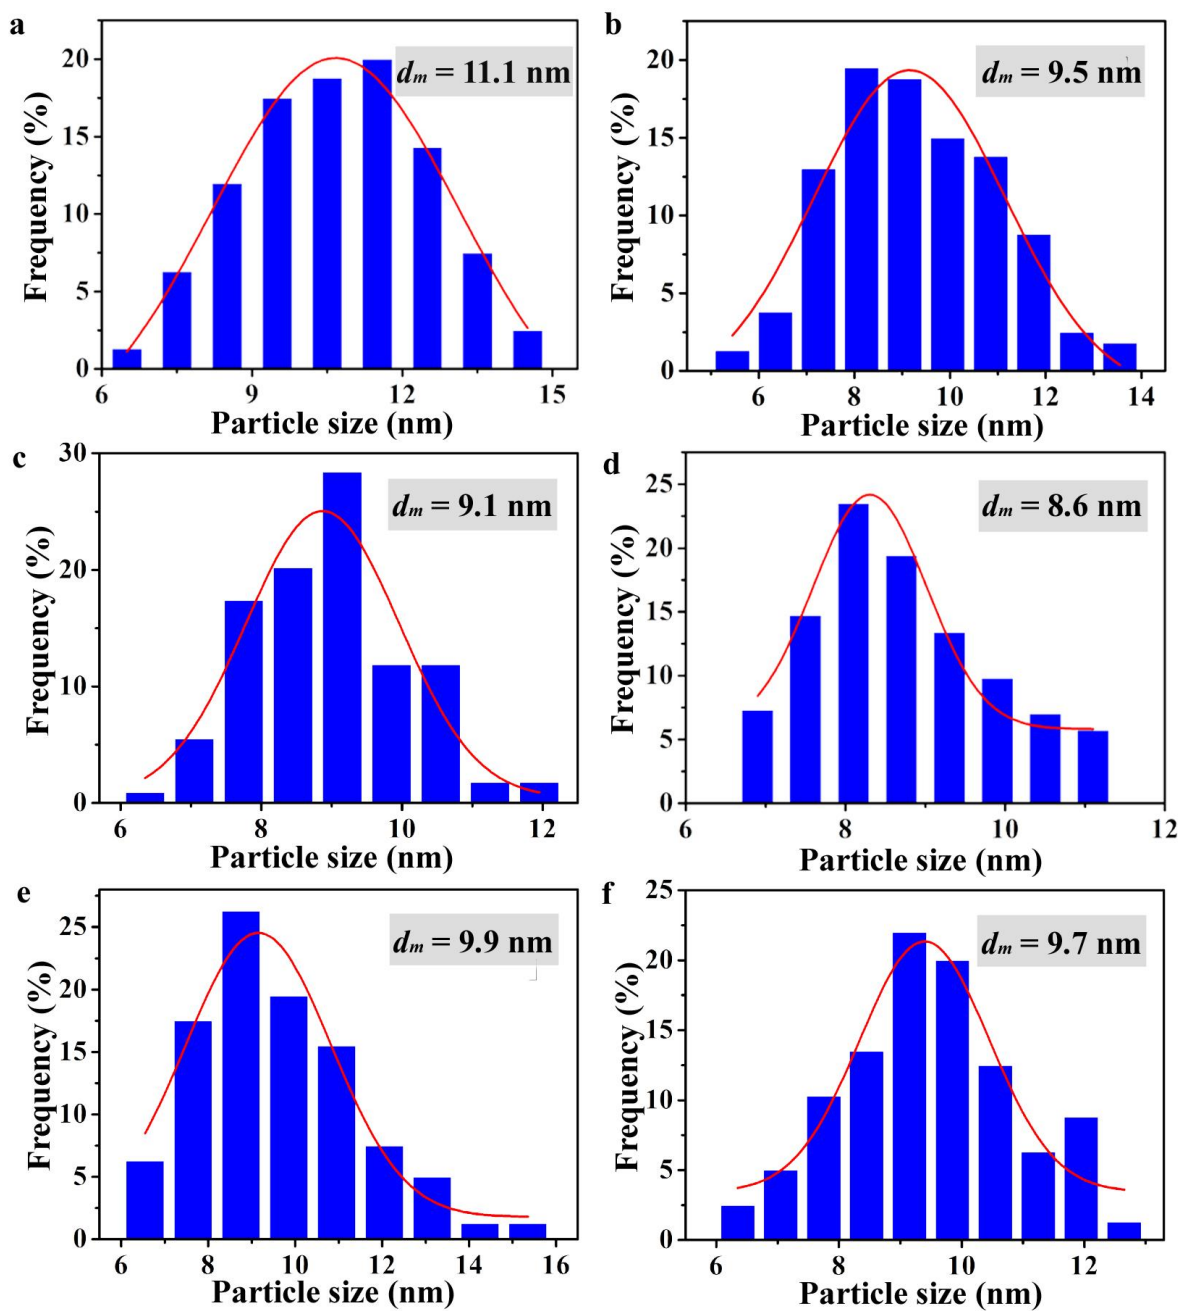 a
dm = 11.1 nm
Frequency (%)
20
15
10
5
0
6
9
12
15
Particle size (nm)
b
dm = 9.5 nm
Frequency (%)
20
15
10
5
0
6
8
10
12
14
Particle size (nm)
c
dm = 9.1 nm
Frequency (%)
30
20
10
0
6
8
10
12
Particle size (nm)
d
dm = 8.6 nm
Frequency (%)
25
20
15
10
5
0
6
8
10
12
Particle size (nm)
e
dm = 9.9 nm
Frequency (%)
25
20
15
10
5
0
6
8
10
12
14
16
Particle size (nm)
f
dm = 9.7 nm
Frequency (%)
25
20
15
10
5
0
6
8
10
12
Particle size (nm)